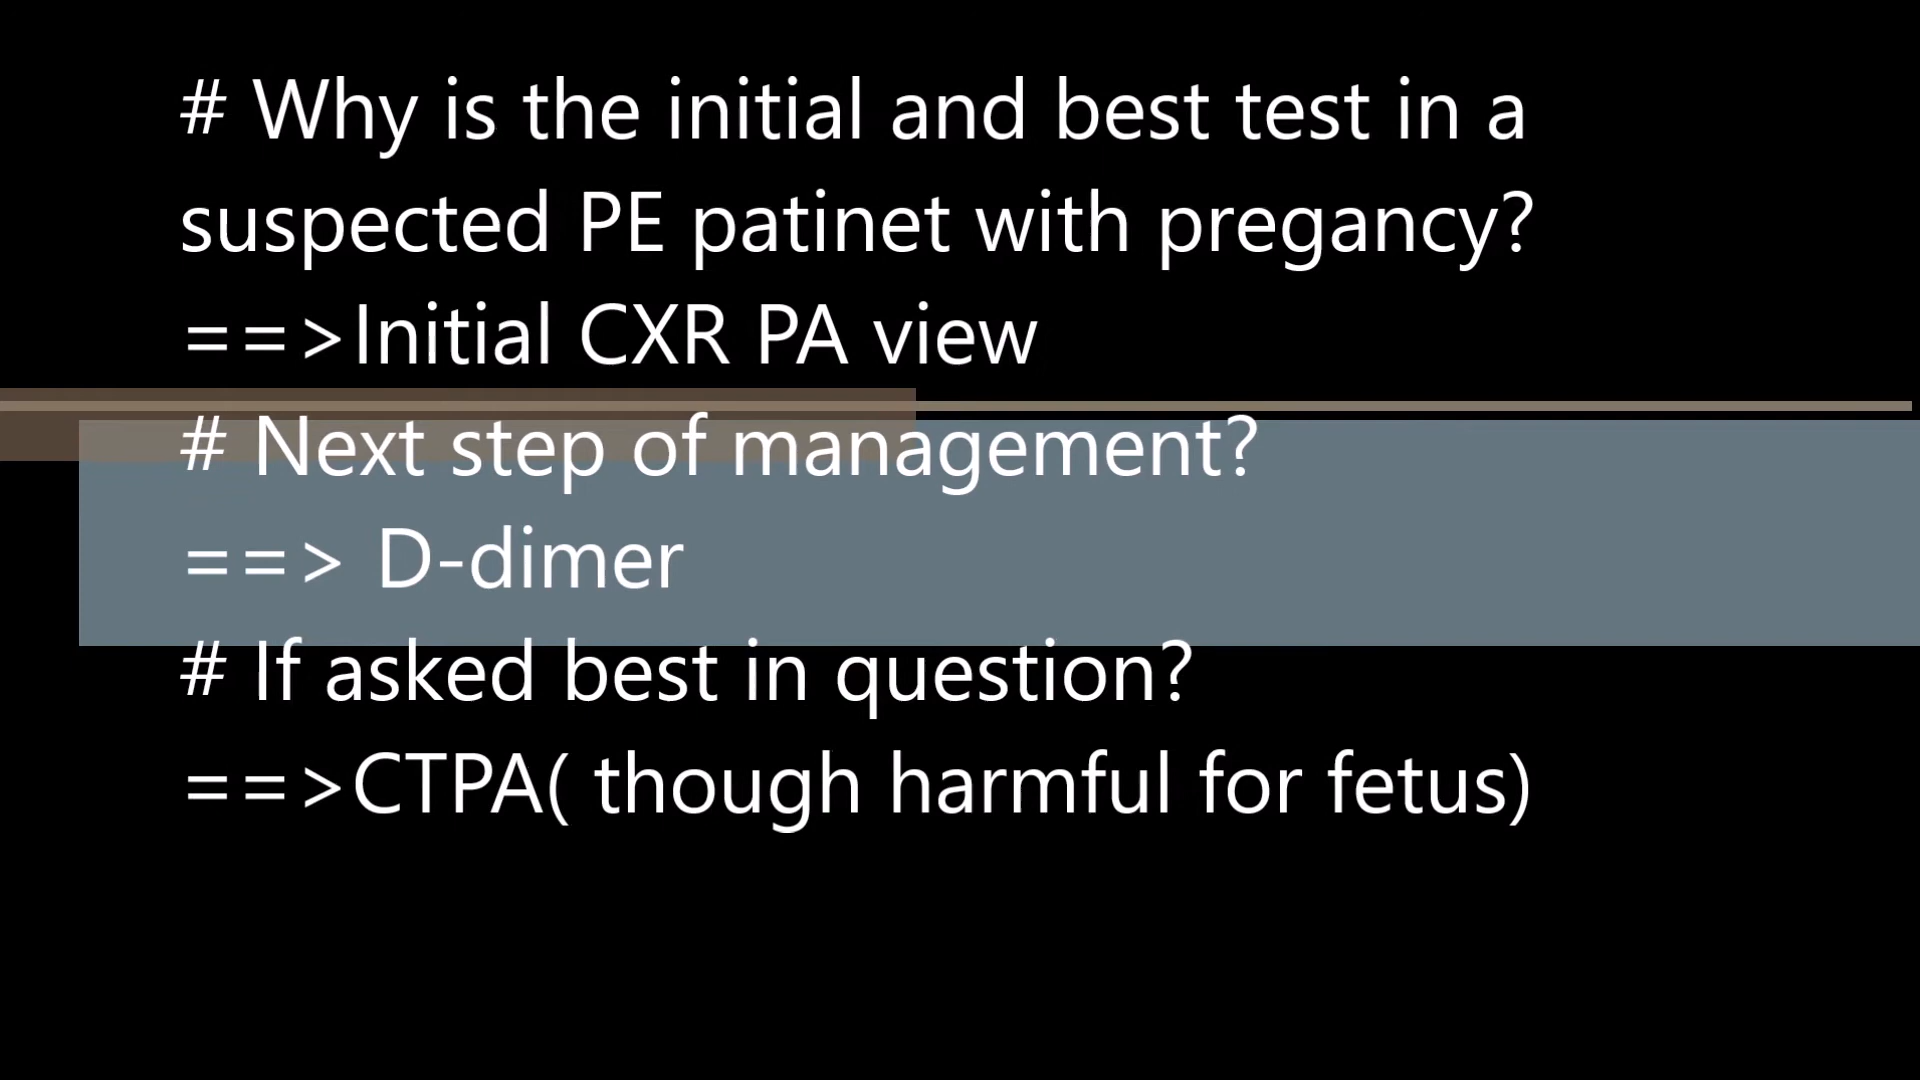 # Why is the initial and best test in a
suspected PE patinet with pregancy?
==>Initial CXR PA view
# Next step of management?
==> D-dimer
# If asked best in question?
==>CTPA( though harmful for fetus)